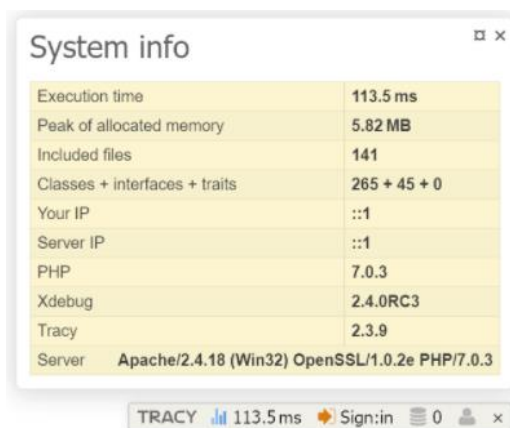 System info
Execution time 113.5 ms
Peak of allocated memory 5.82 MB
Included files 141
Classes + interfaces + traits 265 + 45 + 0
Your IP ::1
Server IP ::1
PHP 7.0.3
Xdebug 2.4.0RC3
Tracy 2.3.9
Server Apache/2.4.18 (Win32) OpenSSL/1.0.2e PHP/7.0.3
TRACY 113.5 ms Sign:in 0 ×